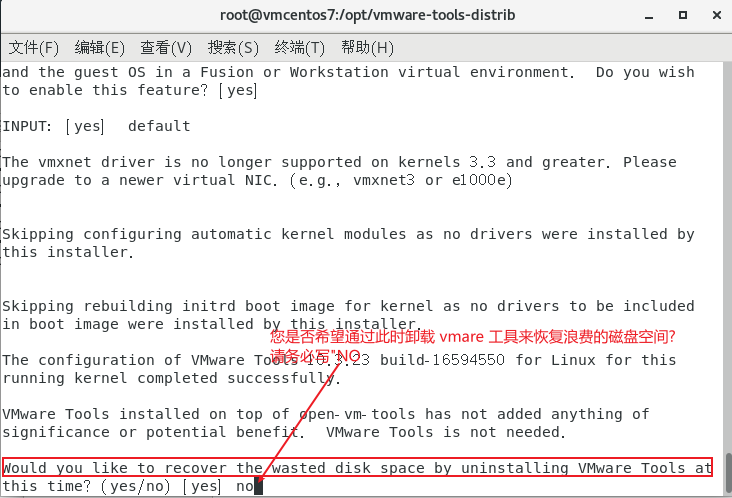 root@vmcentos7:/opt/vmware-tools-distrib
文件(F) 编辑(E) 查看(V) 搜索(S) 终端(T) 帮助(H)
and the guest OS in a Fusion or Workstation virtual environment.  Do you wish
to enable this feature? [yes]
INPUT: [yes]  default
The vmxnet driver is no longer supported on kernels 3.3 and greater. Please
upgrade to a newer virtual NIC. (e.g., vmxnet3 or e1000e)
Skipping configuring automatic kernel modules as no drivers were installed by
this installer.
Skipping rebuilding initrd boot image for kernel as no drivers to be included
in boot image were installed by this installer.
您是否希望通过此时卸载 vmare 工具来恢复浪费的磁盘空间?
请务必写"NO
The configuration of VMware Tools 10.3.23 build-16594550 for Linux for this
running kernel completed successfully.
VMware Tools installed on top of open-vm-tools has not added anything of
significance or potential benefit.  VMware Tools is not needed.
Would you like to recover the wasted disk space by uninstalling VMware Tools at
this time? (yes/no) [yes] no